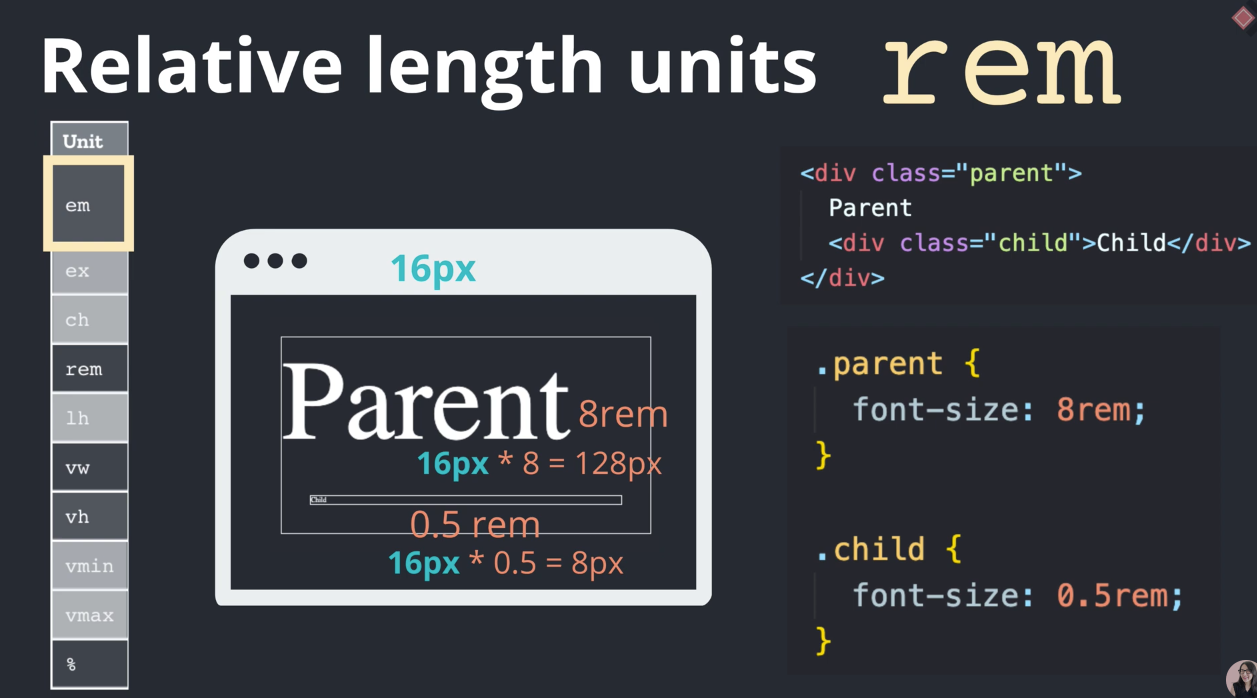 Relative length units rem
Unit
em
ex
ch
rem
lh
vw
vh
vmin
vmax
%
16px
Parent 8rem
16px * 8 = 128px
Child
0.5 rem
16px * 0.5 = 8px
<div class="parent">
Parent
<div class="child">Child</div>
</div>
.parent {
font-size: 8rem;
}
.child {
font-size: 0.5rem;
}